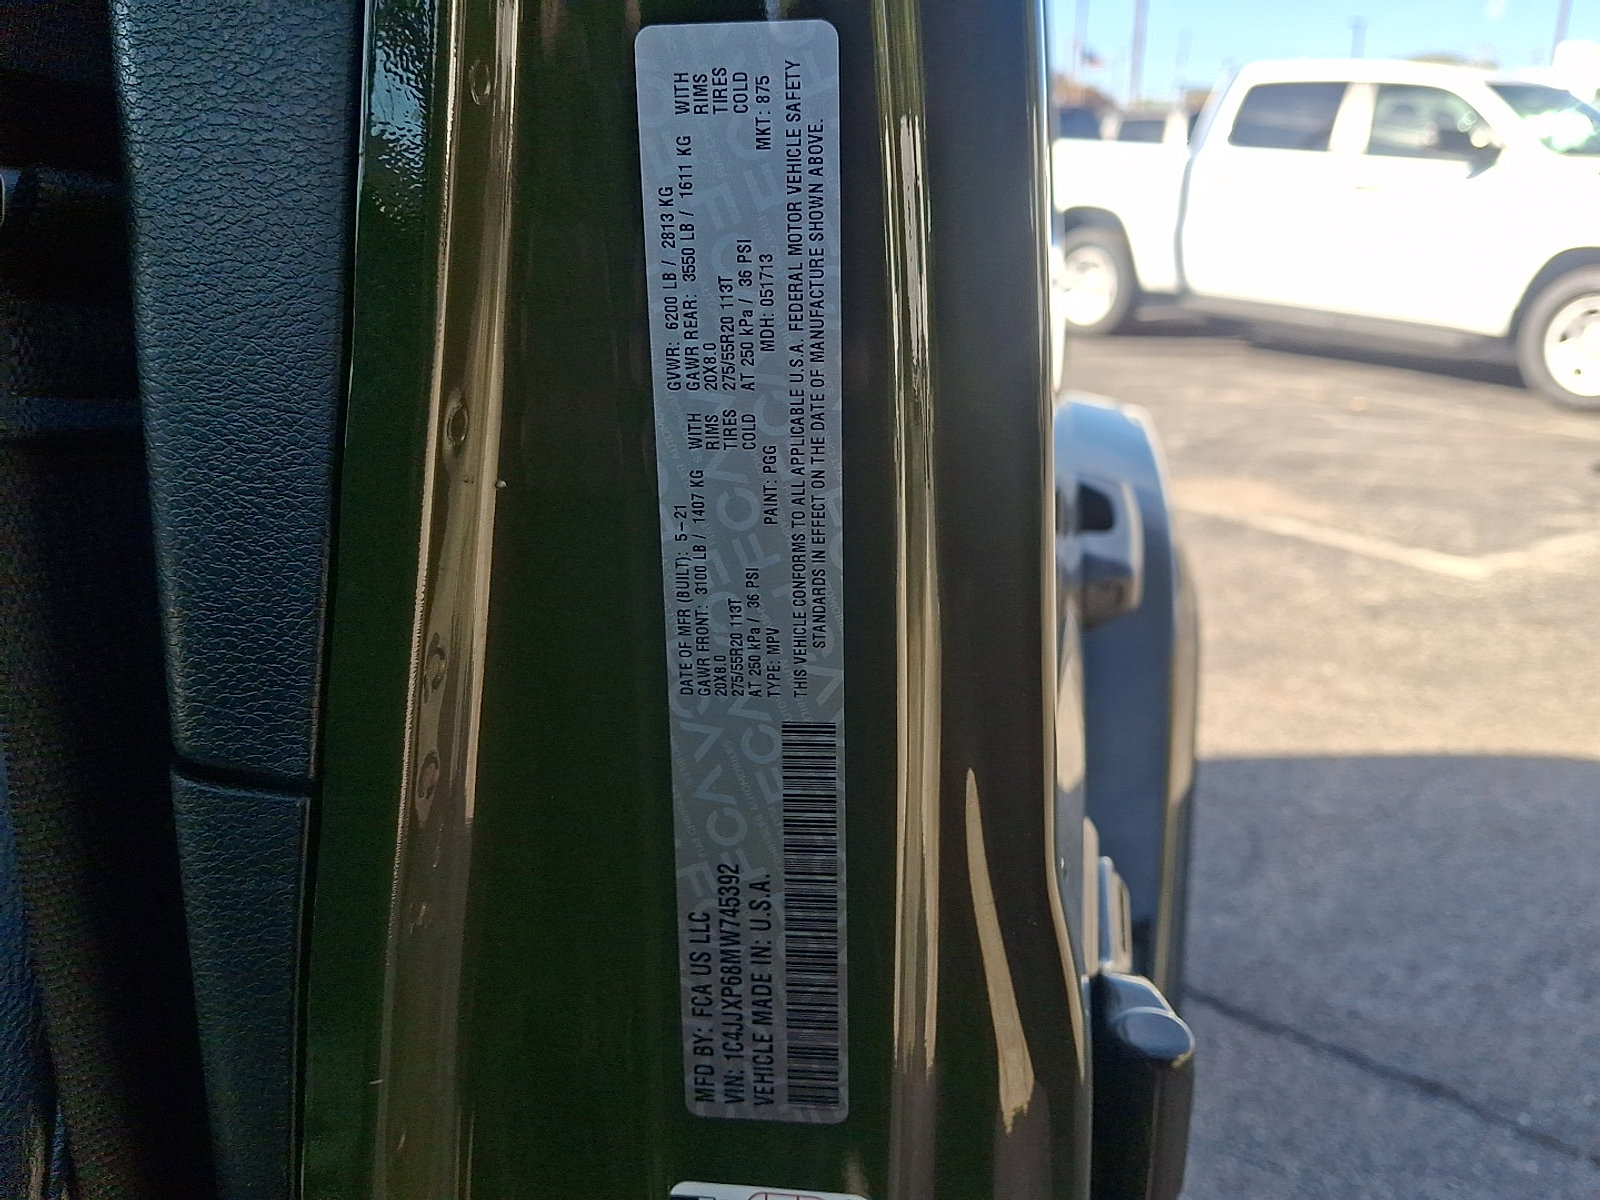 MFD BY: FCA US LLC
VIN: 1C4JJXP68MW745392
VEHICLE MADE IN: U.S.A.
DATE OF MFR (BUILT): 5-21 GVWR: 6200 LB / 2813 KG
GAWR FRONT: 3100 LB / 1407 KG WITH GAWR REAR: 3550 LB / 1611 KG WITH
20X8.0 RIMS 20X8.0 RIMS
275/55R20 113T TIRES 275/55R20 113T TIRES
AT 250 kPa / 36 PSI COLD AT 250 kPa / 36 PSI COLD
TYPE: MPV PAINT: PGG MDH: 051713 MKT: 875
THIS VEHICLE CONFORMS TO ALL APPLICABLE U.S.A. FEDERAL MOTOR VEHICLE SAFETY
STANDARDS IN EFFECT ON THE DATE OF MANUFACTURE SHOWN ABOVE.